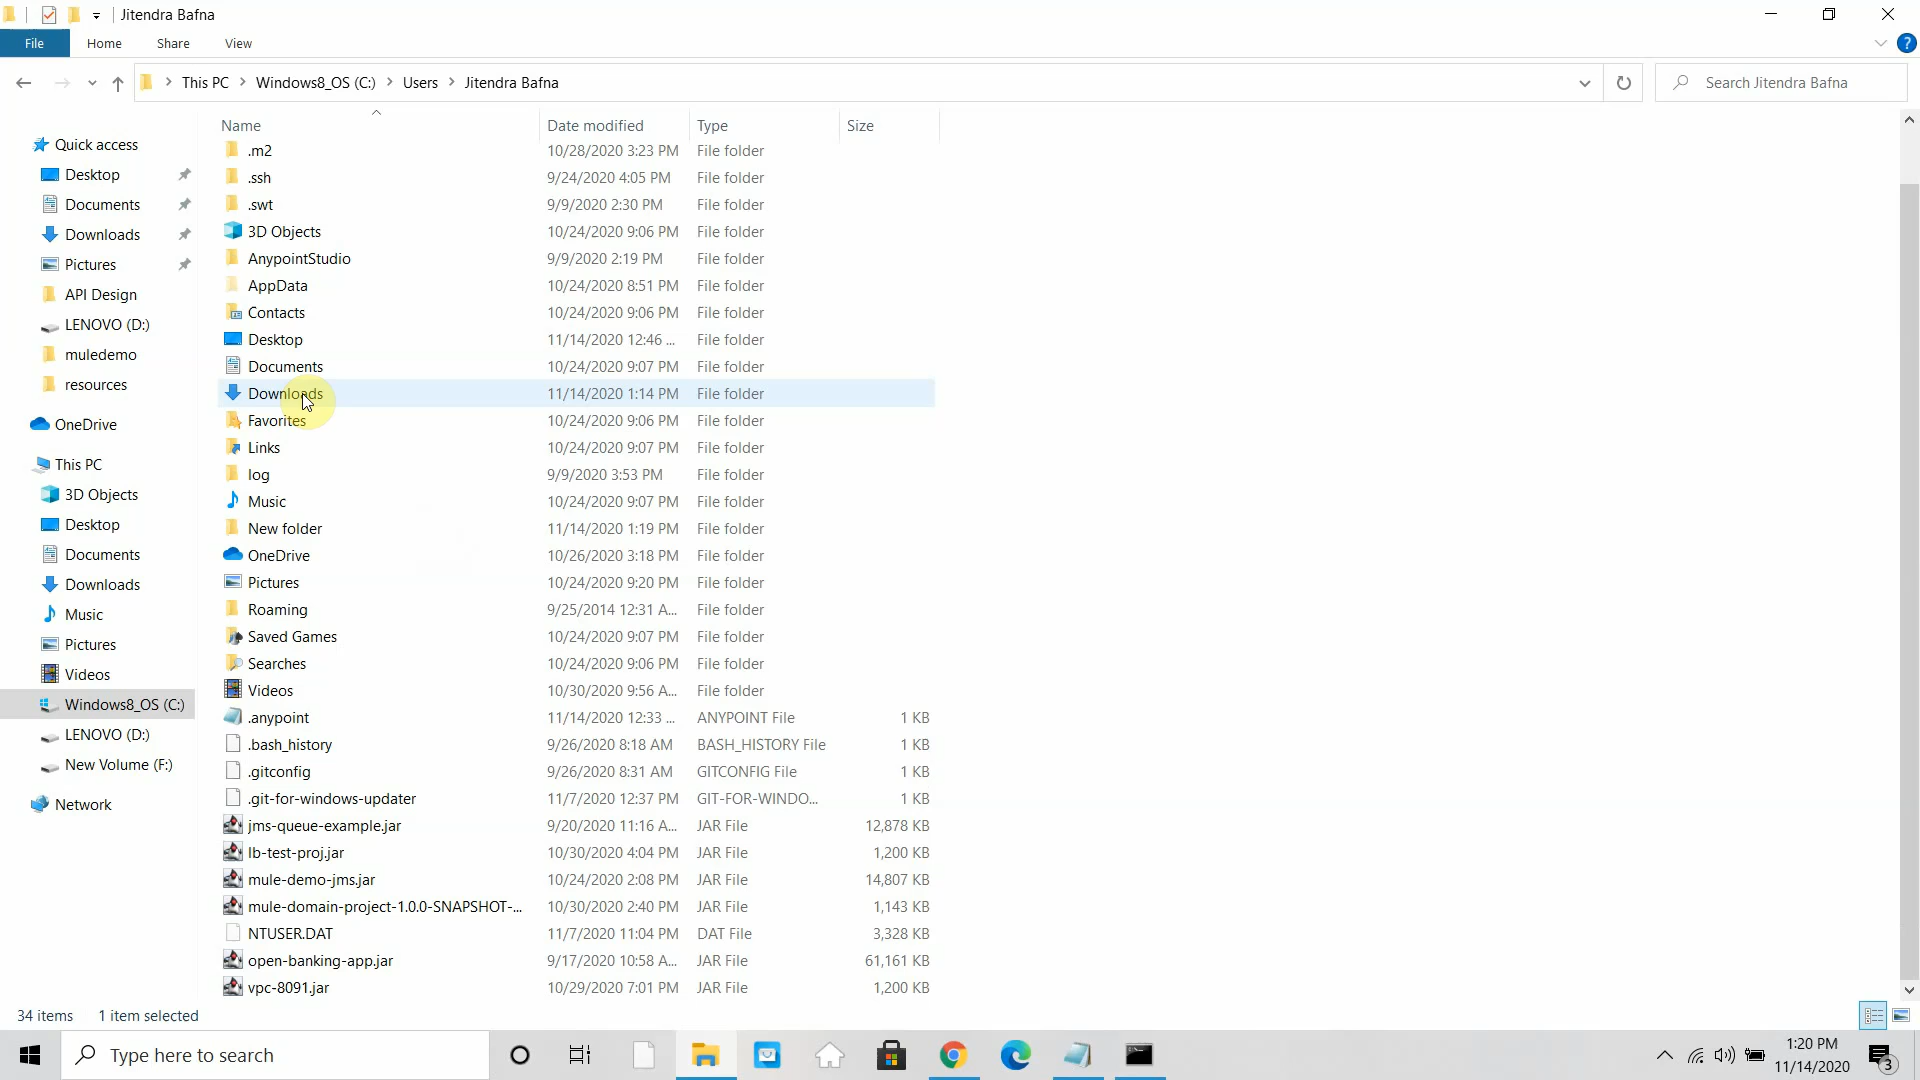 Jitendra Bafna
File Home Share View
This PC Windows8_OS (C:) Users Jitendra Bafna
Search Jitendra Bafna
Name Date modified Type Size
Quick access
Desktop
Documents
Downloads
Pictures
API Design
LENOVO (D:)
muledemo
resources
OneDrive
This PC
3D Objects
Desktop
Documents
Downloads
Music
Pictures
Videos
Windows8_OS (C:)
LENOVO (D:)
New Volume (F:)
Network
.m2 10/28/2020 3:23 PM File folder
.ssh 9/24/2020 4:05 PM File folder
.swt 9/9/2020 2:30 PM File folder
3D Objects 10/24/2020 9:06 PM File folder
AnypointStudio 9/9/2020 2:19 PM File folder
AppData 10/24/2020 8:51 PM File folder
Contacts 10/24/2020 9:06 PM File folder
Desktop 11/14/2020 12:46 ... File folder
Documents 10/24/2020 9:07 PM File folder
Downloads 11/14/2020 1:14 PM File folder
Favorites 10/24/2020 9:06 PM File folder
Links 10/24/2020 9:07 PM File folder
log 9/9/2020 3:53 PM File folder
Music 10/24/2020 9:07 PM File folder
New folder 11/14/2020 1:19 PM File folder
OneDrive 10/26/2020 3:18 PM File folder
Pictures 10/24/2020 9:20 PM File folder
Roaming 9/25/2014 12:31 A... File folder
Saved Games 10/24/2020 9:07 PM File folder
Searches 10/24/2020 9:06 PM File folder
Videos 10/30/2020 9:56 A... File folder
.anypoint 11/14/2020 12:33 ... ANYPOINT File 1 KB
.bash_history 9/26/2020 8:18 AM BASH_HISTORY File 1 KB
.gitconfig 9/26/2020 8:31 AM GITCONFIG File 1 KB
.git-for-windows-updater 11/7/2020 12:37 PM GIT-FOR-WINDO... 1 KB
jms-queue-example.jar 9/20/2020 11:16 A... JAR File 12,878 KB
lb-test-proj.jar 10/30/2020 4:04 PM JAR File 1,200 KB
mule-demo-jms.jar 10/24/2020 2:08 PM JAR File 14,807 KB
mule-domain-project-1.0.0-SNAPSHOT-... 10/30/2020 2:40 PM JAR File 1,143 KB
NTUSER.DAT 11/7/2020 11:04 PM DAT File 3,328 KB
open-banking-app.jar 9/17/2020 10:58 A... JAR File 61,161 KB
vpc-8091.jar 10/29/2020 7:01 PM JAR File 1,200 KB
34 items 1 item selected
Type here to search
1:20 PM
11/14/2020
3